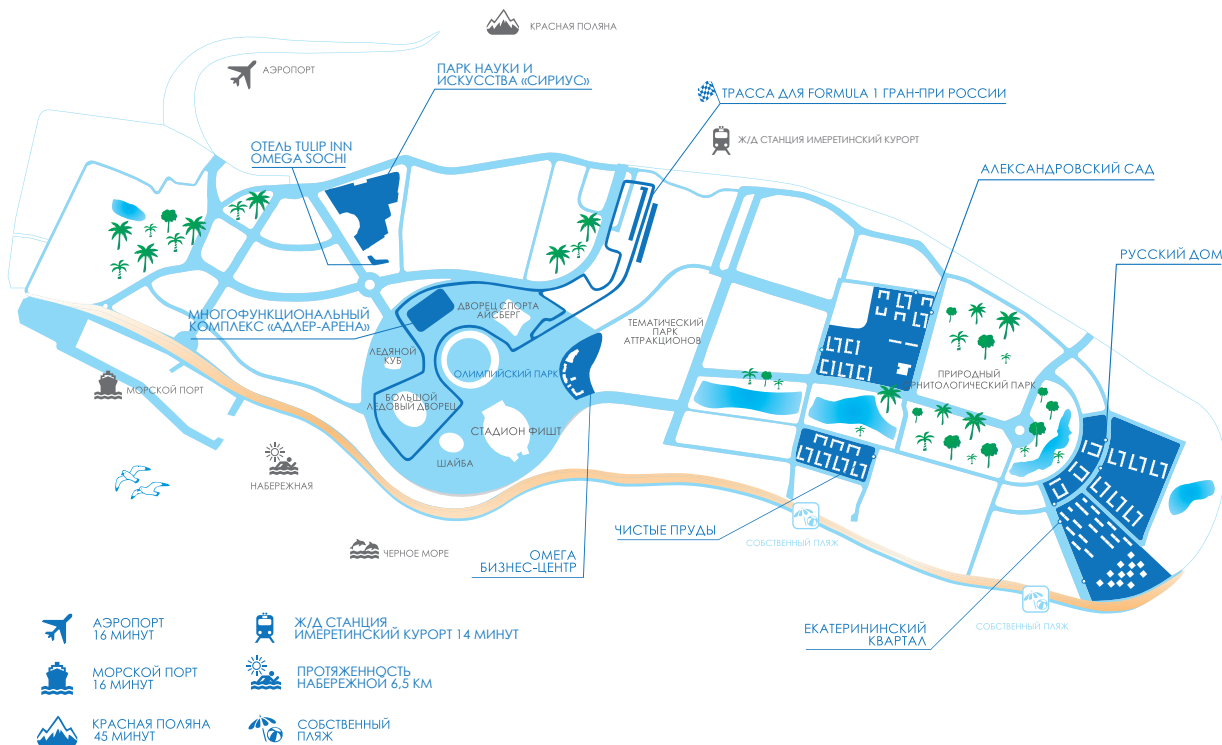 КРАСНАЯ ПОЛЯНА
АЭРОПОРТ
ПАРК НАУКИ И
ИСКУССТВА «СИРИУС»
ТРАССА ДЛЯ FORMULA 1 ГРАН-ПРИ РОССИИ
Ж/Д СТАНЦИЯ ИМЕРЕТИНСКИЙ КУРОРТ
ОТЕЛЬ TULIP INN
OMEGA SOCHI
АЛЕКСАНДРОВСКИЙ САД
РУССКИЙ ДОМ
МНОГОФУНКЦИОНАЛЬНЫЙ
КОМПЛЕКС «АДЛЕР-АРЕНА»
ДВОРЕЦ СПОРТА
АЙСБЕРГ
ТЕМАТИЧЕСКИЙ
ПАРК
АТТРАКЦИОНОВ
ЛЕДЯНОЙ
КУБ
ОЛИМПИЙСКИЙ ПАРК
ПРИРОДНЫЙ
ОРНИТОЛОГИЧЕСКИЙ ПАРК
МОРСКОЙ ПОРТ
БОЛЬШОЙ
ЛЕДОВЫЙ ДВОРЕЦ
СТАДИОН ФИШТ
ШАЙБА
НАБЕРЕЖНАЯ
ЧИСТЫЕ ПРУДЫ
СОБСТВЕННЫЙ ПЛЯЖ
ЧЕРНОЕ МОРЕ
ОМЕГА
БИЗНЕС-ЦЕНТР
СОБСТВЕННЫЙ ПЛЯЖ
ЕКАТЕРИНИНСКИЙ
КВАРТАЛ
АЭРОПОРТ
16 МИНУТ
Ж/Д СТАНЦИЯ
ИМЕРЕТИНСКИЙ КУРОРТ 14 МИНУТ
МОРСКОЙ ПОРТ
16 МИНУТ
ПРОТЯЖЕННОСТЬ
НАБЕРЕЖНОЙ 6,5 КМ
КРАСНАЯ ПОЛЯНА
45 МИНУТ
СОБСТВЕННЫЙ
ПЛЯЖ